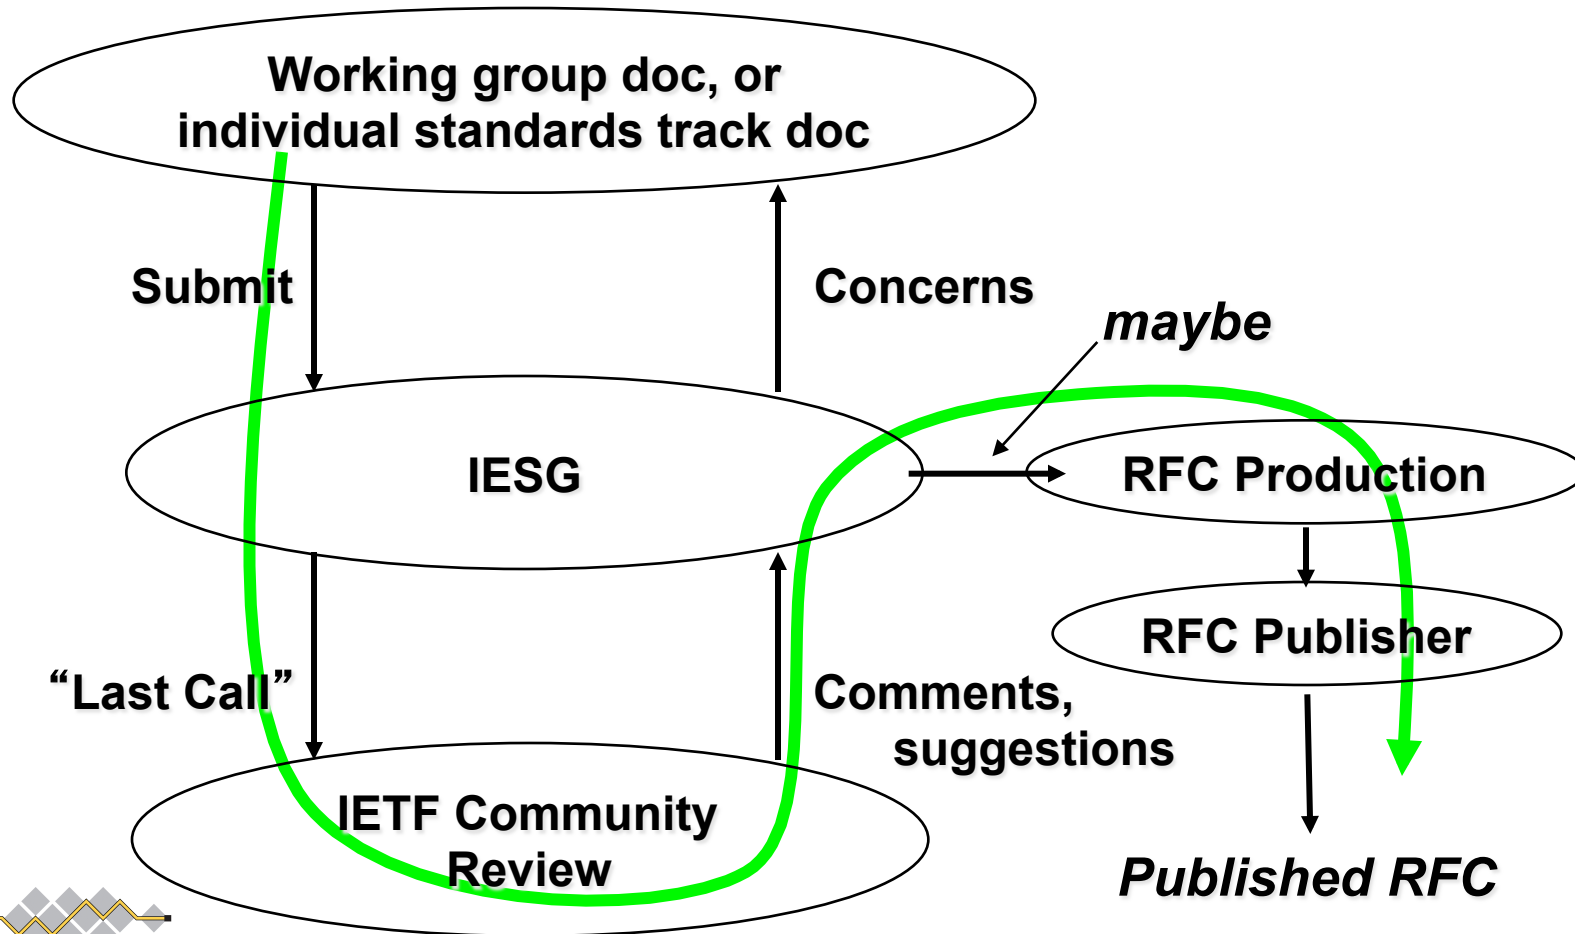 Working group doc, or
individual standards track doc
Submit
Concerns
maybe
IESG
RFC Production
RFC Publisher
“Last Call”
Comments,
suggestions
IETF Community
Review
Published RFC